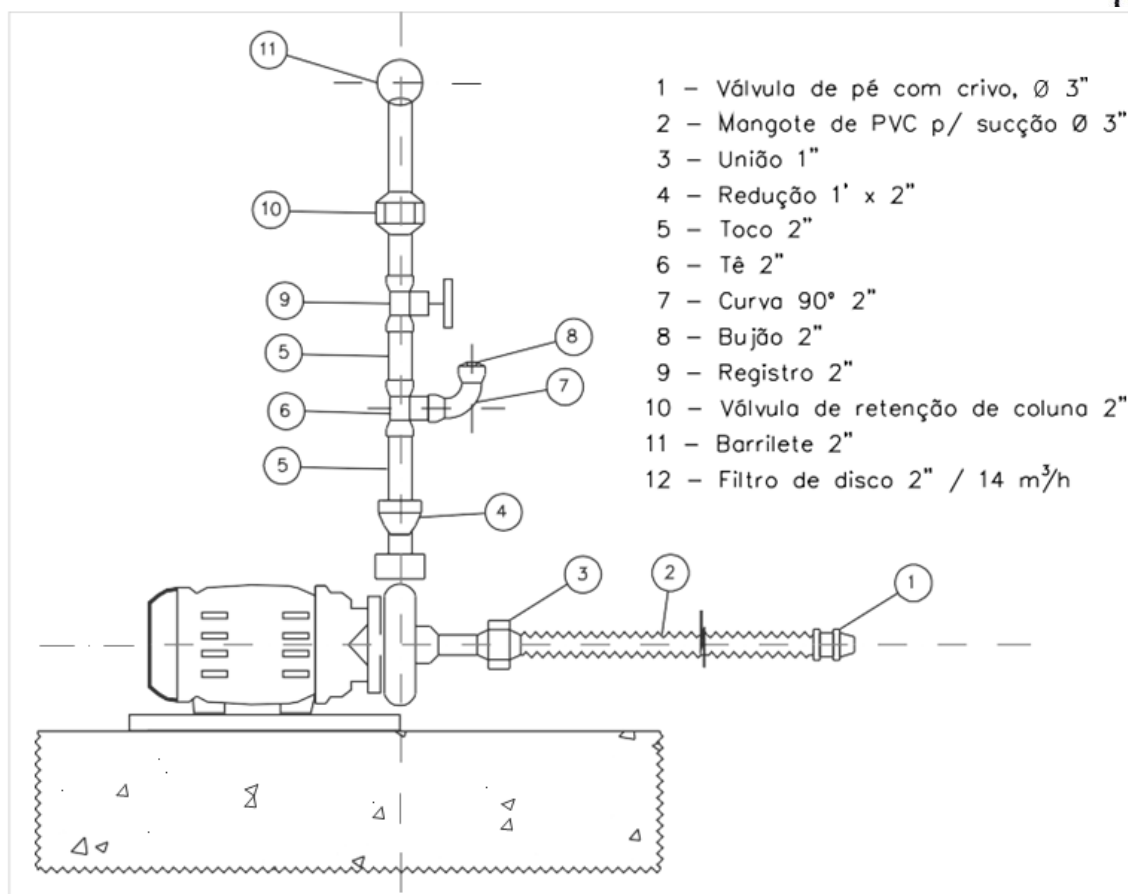 11
1 - Válvula de pé com crivo, Ø 3"
2 - Mangote de PVC p/ sucção Ø 3"
3 - União 1"
10
4 - Redução 1' x 2"
5 - Toco 2"
6 - Tê 2"
9
7 - Curva 90° 2"
8
8 - Bujão 2"
5
9 - Registro 2"
7
6
10 - Válvula de retenção de coluna 2"
11 - Barrilete 2"
5
12 - Filtro de disco 2" / 14 m³/h
4
3
2
1